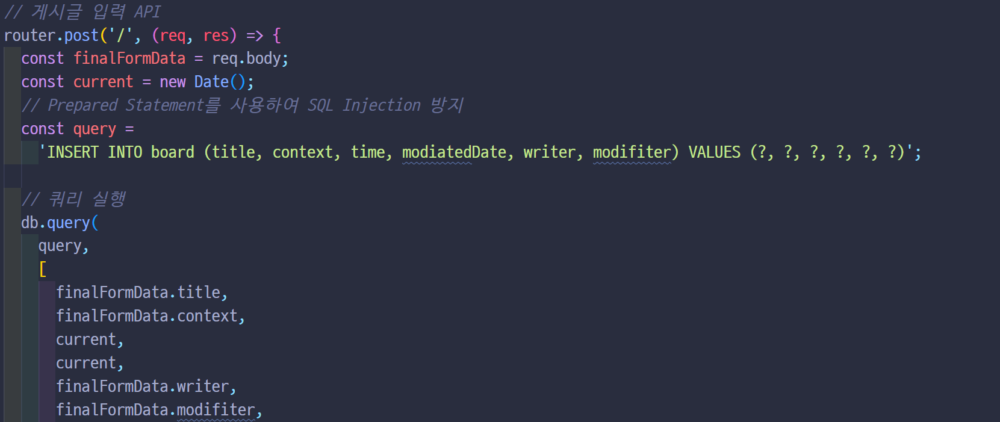 // 게시글 입력 API
router.post('/', (req, res) => {
const finalFormData = req.body;
const current = new Date();
// Prepared Statement를 사용하여 SQL Injection 방지
const query =
'INSERT INTO board (title, context, time, modiatedDate, writer, modifiter) VALUES (?, ?, ?, ?, ?, ?)';
// 쿼리 실행
db.query(
query,
[
finalFormData.title,
finalFormData.context,
current,
current,
finalFormData.writer,
finalFormData.modifiter,